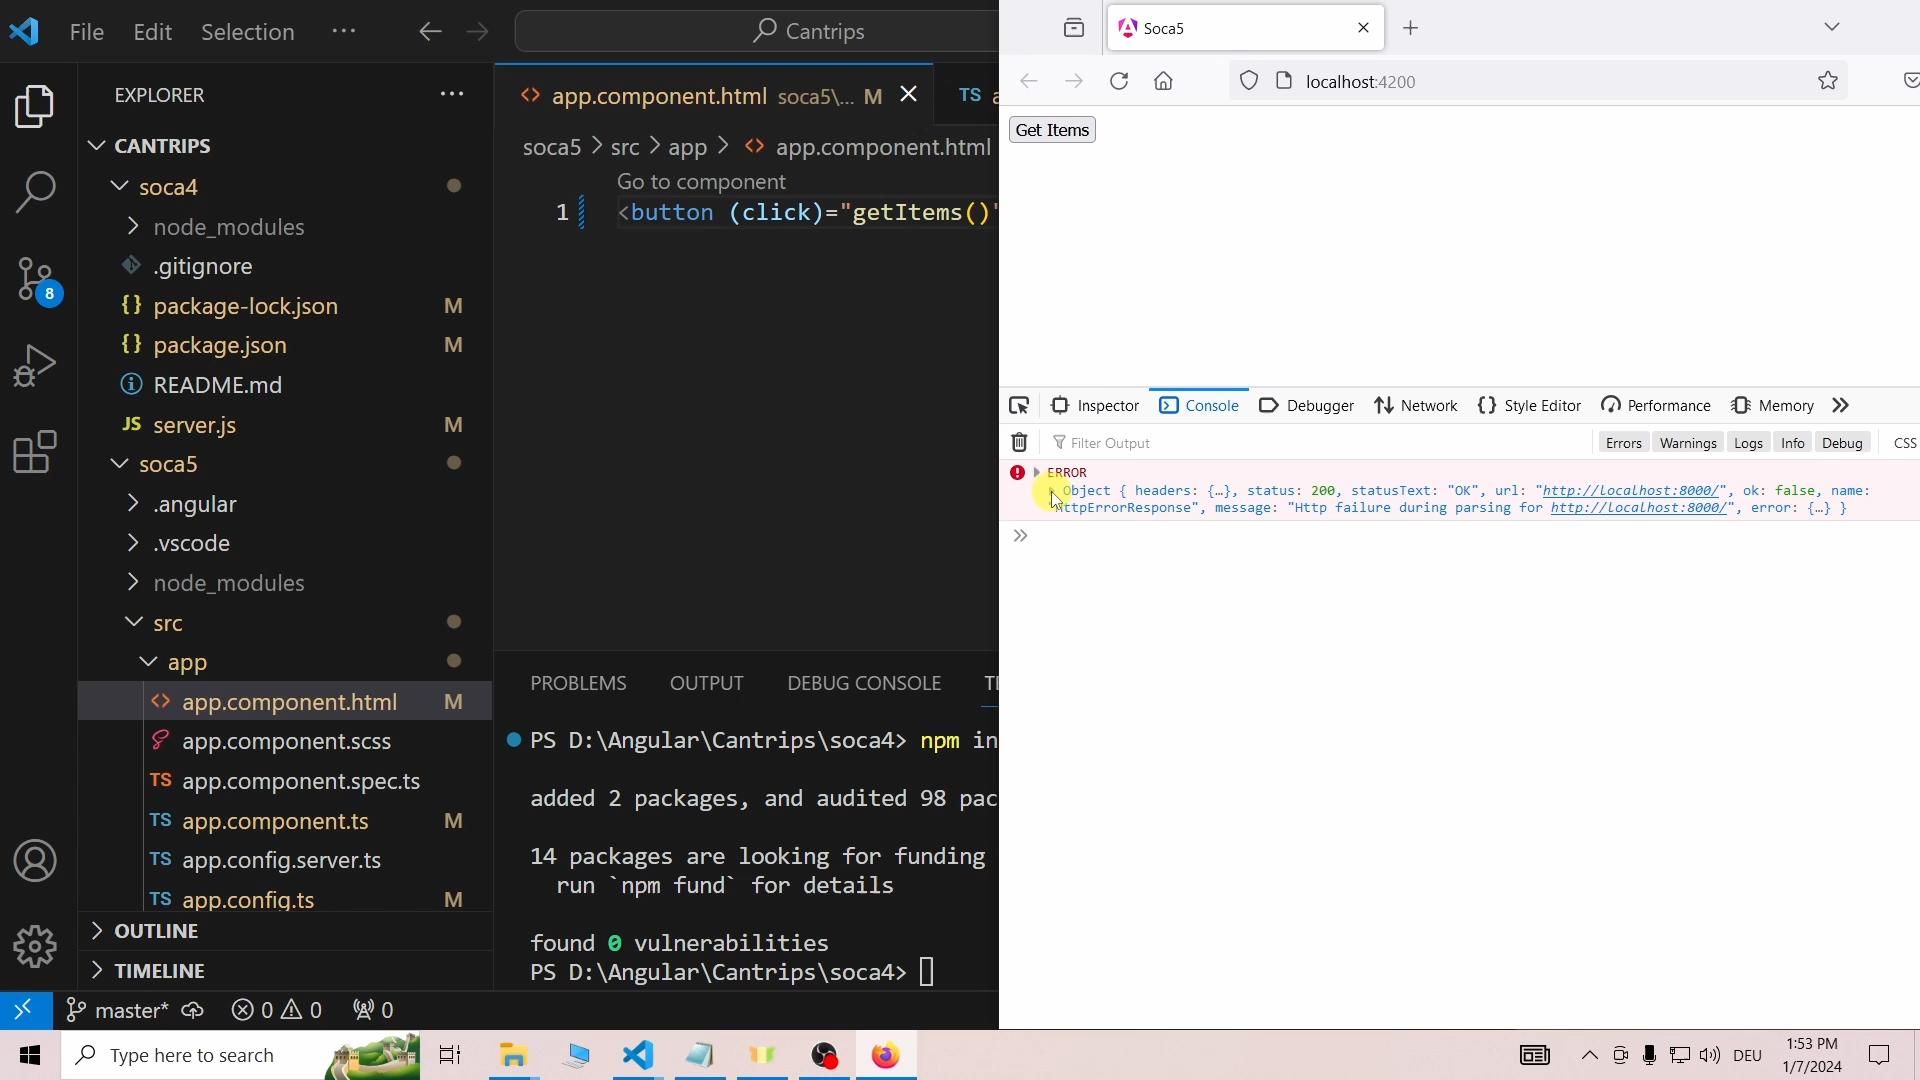 File Edit Selection ···
Cantrips
EXPLORER ···
CANTRIPS
soca4
node_modules
.gitignore
package-lock.json M
package.json M
README.md
JS server.js M
soca5
.angular
.vscode
node_modules
src
app
app.component.html M
app.component.scss
TS app.component.spec.ts
TS app.component.ts M
TS app.config.server.ts
TS app.config.ts M
OUTLINE
TIMELINE
8
app.component.html soca5\... M
TS
soca5 > src > app > <> app.component.html
Go to component
1 <button (click)="getItems()"
PROBLEMS OUTPUT DEBUG CONSOLE
PS D:\Angular\Cantrips\soca4> npm in
added 2 packages, and audited 98 pac
14 packages are looking for funding
run `npm fund` for details
found 0 vulnerabilities
PS D:\Angular\Cantrips\soca4>
master* 0 0 0
Soca5
localhost:4200
Get Items
Inspector Console Debugger Network {} Style Editor Performance Memory
Filter Output Errors Warnings Logs Info Debug CSS
ERROR
Object { headers: {…}, status: 200, statusText: "OK", url: "http://localhost:8000/", ok: false, name:
"HttpErrorResponse", message: "Http failure during parsing for http://localhost:8000/", error: {…} }
Type here to search
DEU
1:53 PM
1/7/2024